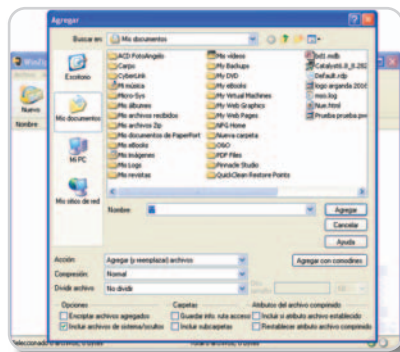 Agregar
Buscar en: Mis documentos
Escritorio
Mis documentos
Mi PC
Mis sitios de red
ACD FotoAngelo
Carpo
CyberLink
Mi música
Micro-Sys
Mis álbumes
Mis archivos recibidos
Mis archivos Zip
Mis documentos de PaperPort
Mis eBooks
Mis imágenes
Mis Logs
Mis revistas
Mis vídeos
My Backups
My DVD
My eBooks
My Virtual Machines
My Web Graphics
My Web Pages
NPG Home
Nueva carpeta
O&O
PDF Files
Pinnacle Studio
QuickClean Restore Points
bd1.mdb
Default.rdp
logo arganda
Nue.html
Nuevo
Nombre
Nombre:
Agregar
Cancelar
Ayuda
Acción: Agregar (y reemplazar) archivos
Agregar con comodines
Compresión: Normal
Dividir archivo: No dividir
Opciones
Carpetas
Atributos del archivo comprimido
Encriptar archivos agregados
Guardar info. ruta acceso
Incluir si atributo archivo establecido
Incluir archivos de sistema/ocultos
Incluir subcarpetas
Restablecer atributo archivo comprimido